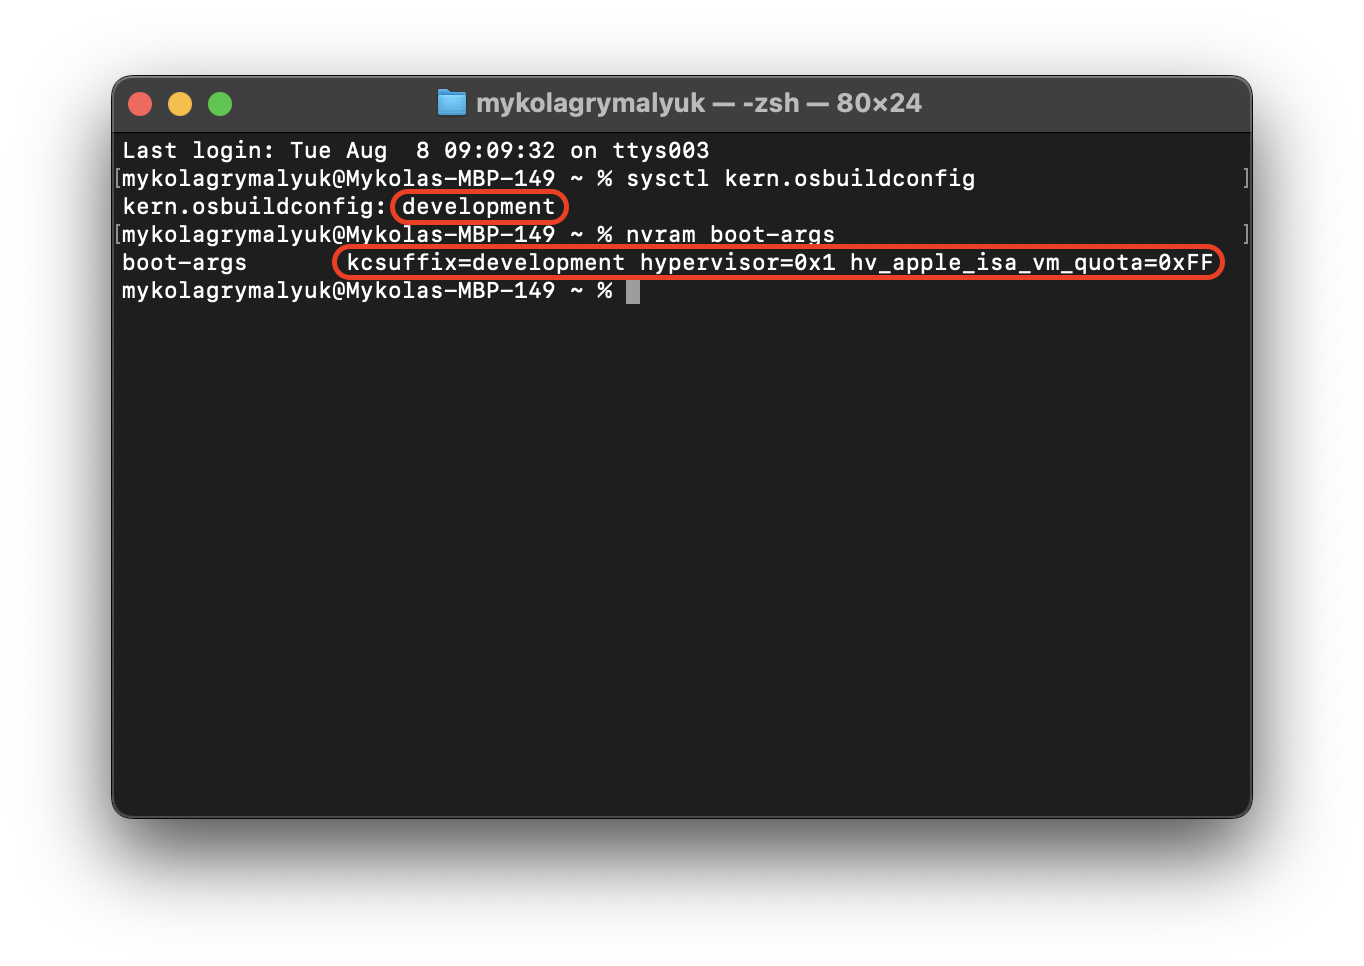 mykolagrymalyuk — -zsh — 80×24
Last login: Tue Aug  8 09:09:32 on ttys003
[mykolagrymalyuk@Mykolas-MBP-149 ~ % sysctl kern.osbuildconfig ]
kern.osbuildconfig: development
[mykolagrymalyuk@Mykolas-MBP-149 ~ % nvram boot-args ]
boot-args       kcsuffix=development hypervisor=0x1 hv_apple_isa_vm_quota=0xFF
mykolagrymalyuk@Mykolas-MBP-149 ~ %